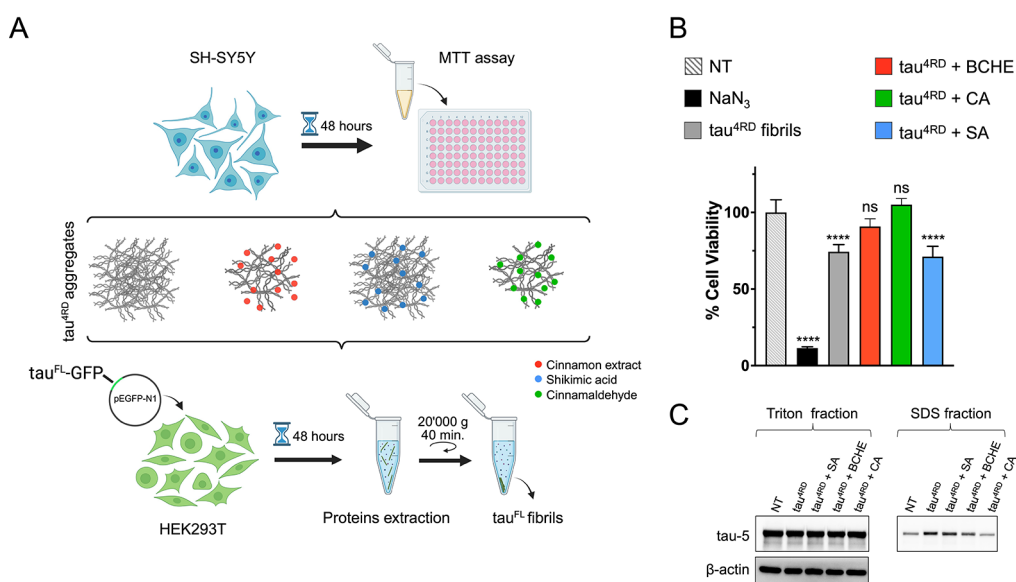 A
SH-SY5Y
MTT assay
48 hours
tau4RD aggregates
Cinnamon extract
Shikimic acid
Cinnamaldehyde
tauFL-GFP
pEGFP-N1
48 hours
20'000 g
40 min.
HEK293T
Proteins extraction
tauFL fibrils
B
NT
NaN3
tau4RD fibrils
tau4RD + BCHE
tau4RD + CA
tau4RD + SA
% Cell Viability
100
50
0
****
****
ns
ns
****
C
Triton fraction
SDS fraction
NT
tau4RD
tau4RD + SA
tau4RD + BCHE
tau4RD + CA
NT
tau4RD
tau4RD + SA
tau4RD + BCHE
tau4RD + CA
tau-5
β-actin